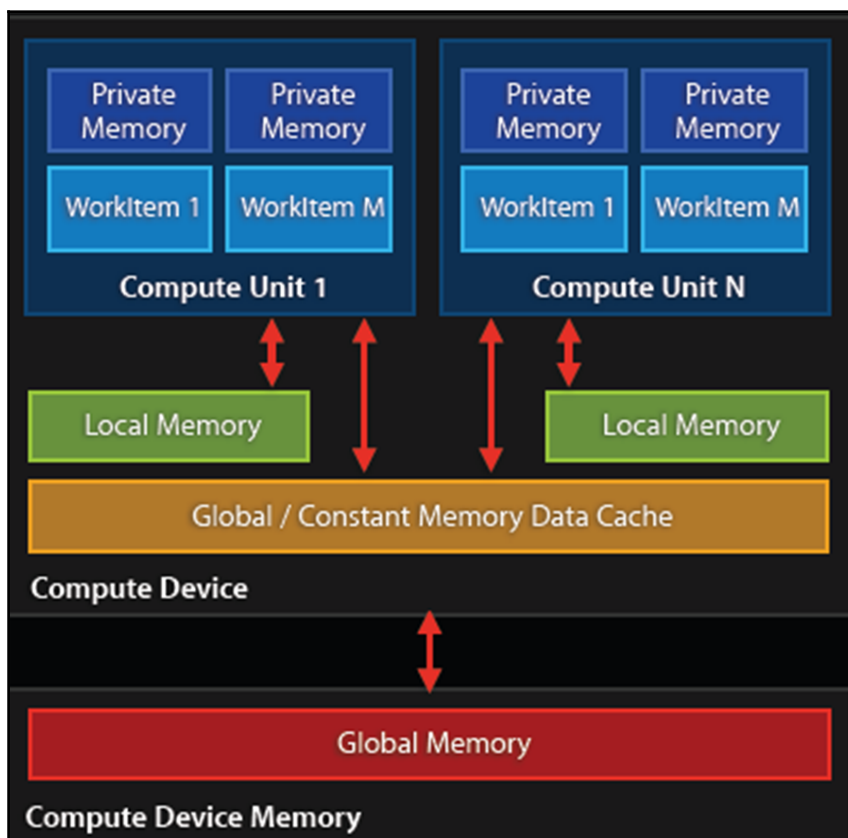 Private Memory
Private Memory
Private Memory
Private Memory
WorkItem 1
WorkItem M
WorkItem 1
WorkItem M
Compute Unit 1
Compute Unit N
Local Memory
Local Memory
Global / Constant Memory Data Cache
Compute Device
Global Memory
Compute Device Memory